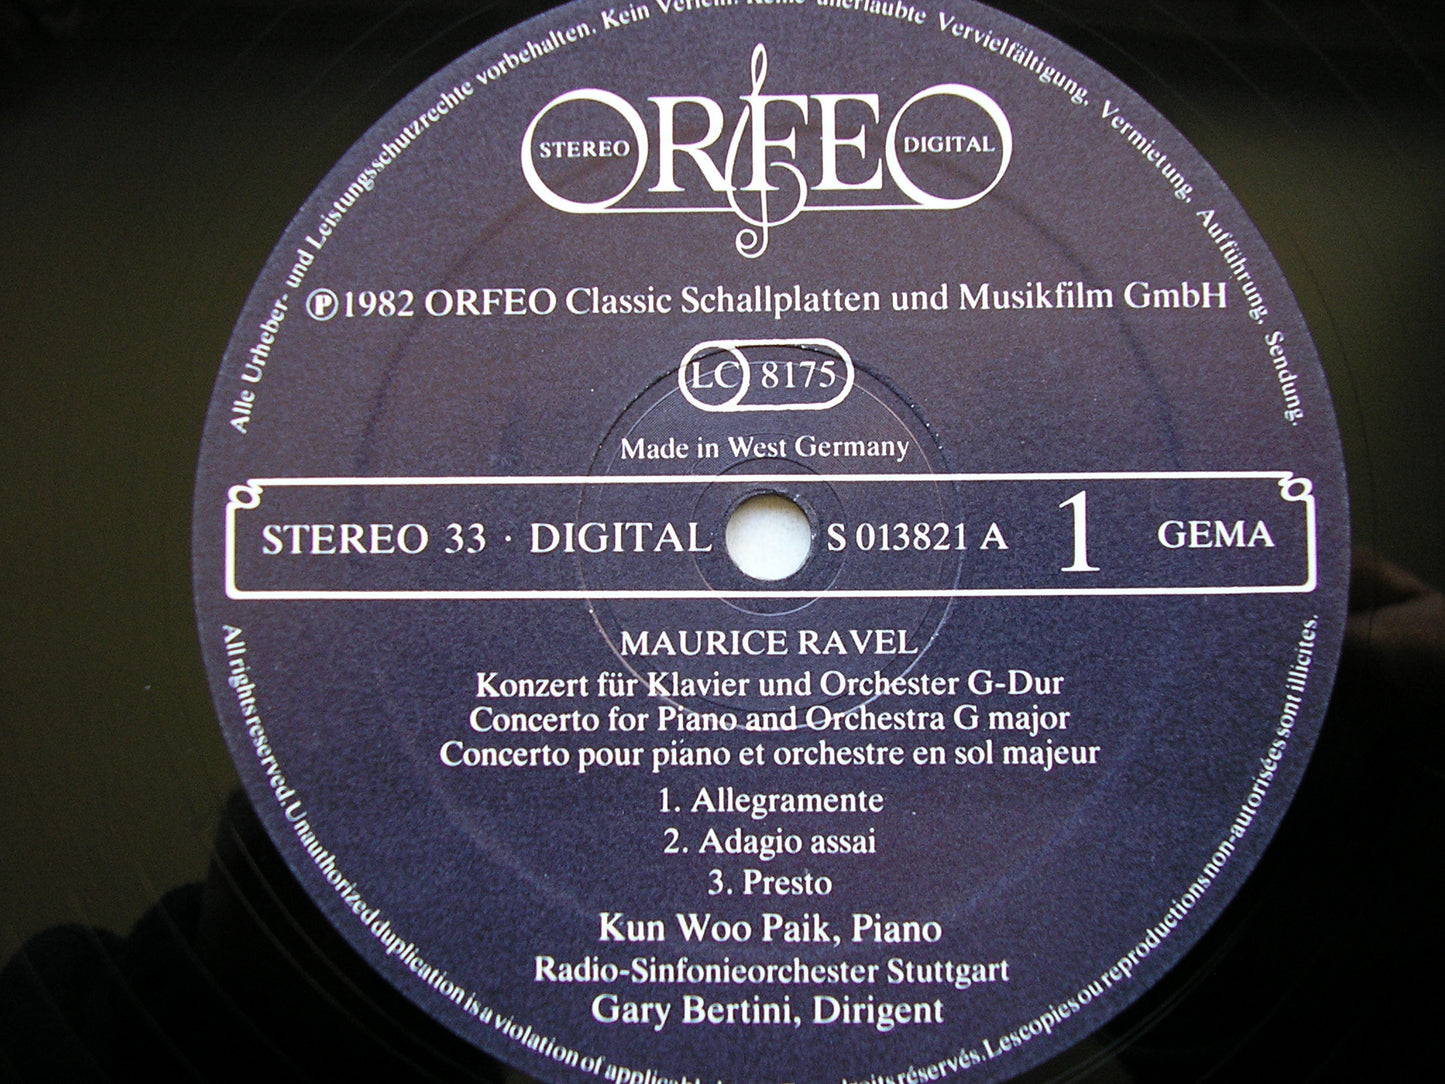 Alle Urheber- und Leistungsschutzrechte vorbehalten. Kein Verleih. Keine unerlaubte Vervielfältigung, Vermietung, Aufführung, Sendung.
ORFEO
STEREO
DIGITAL
℗1982 ORFEO Classic Schallplatten und Musikfilm GmbH
LC 8175
Made in West Germany
STEREO 33 · DIGITAL S 013821 A 1 GEMA
MAURICE RAVEL
Konzert für Klavier und Orchester G-Dur
Concerto for Piano and Orchestra G major
Concerto pour piano et orchestre en sol majeur
1. Allegramente
2. Adagio assai
3. Presto
Kun Woo Paik, Piano
Radio-Sinfonieorchester Stuttgart
Gary Bertini, Dirigent
All rights reserved. Unauthorized duplication is a violation of
droits réservés. Les copies ou reproductions non-autorisées sont illicites.